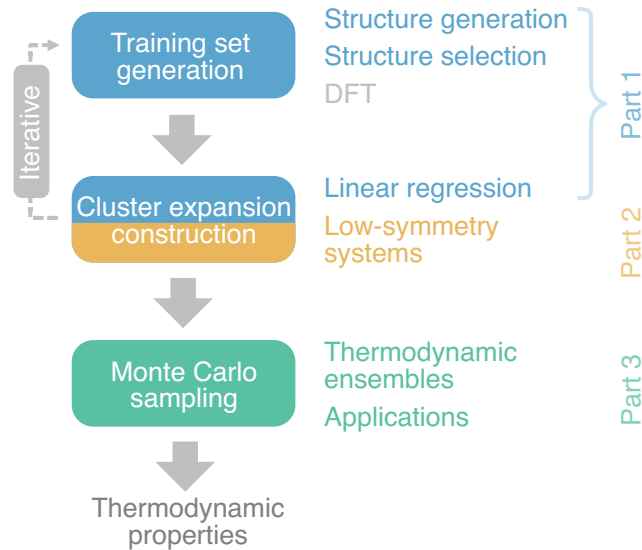 Training set
generation
Structure generation
Structure selection
DFT
Iterative
Part 1
Cluster expansion
construction
Linear regression
Low-symmetry
systems
Part 2
Monte Carlo
sampling
Thermodynamic
ensembles
Applications
Part 3
Thermodynamic
properties